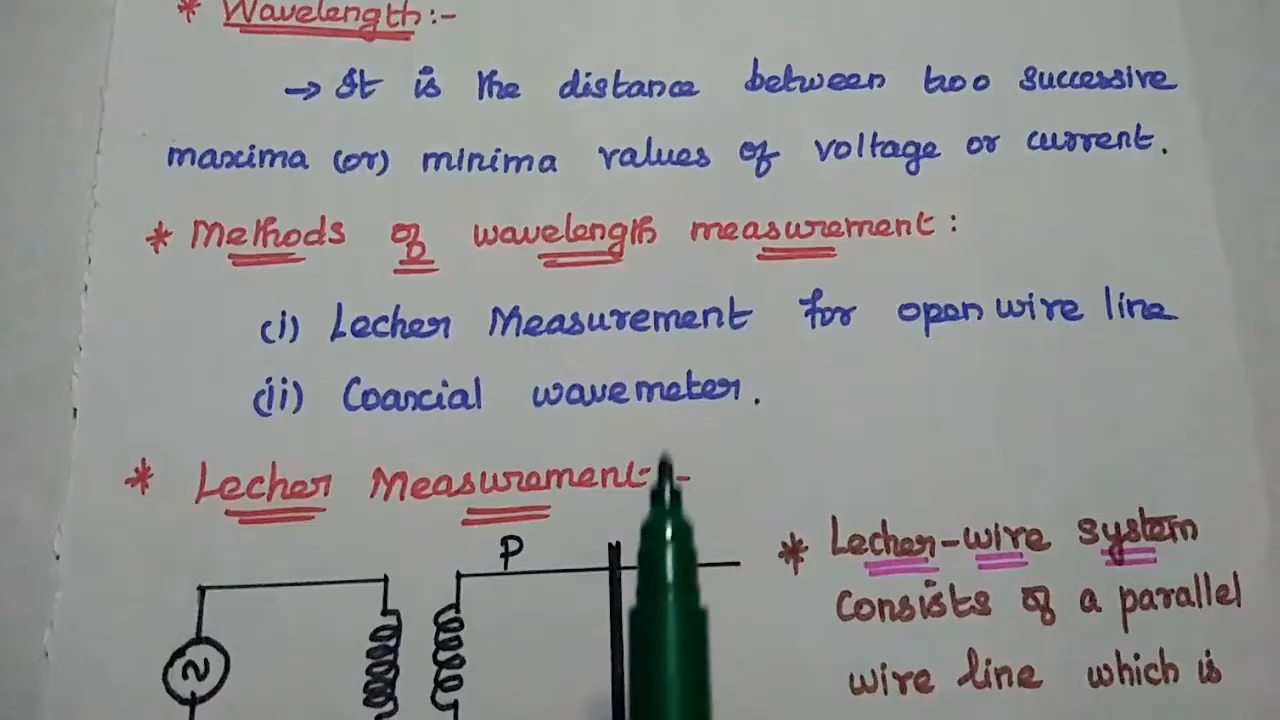 * Wavelength:-
→ It is the distance between two successive
maxima (or) minima values of voltage or current.
* Methods of wavelength measurement:
(i) Lecher Measurement for open wire line
(ii) Coaxial wavemeter.
* Lecher Measurement:-
P
* Lecher-wire system
consists of a parallel
wire line which is